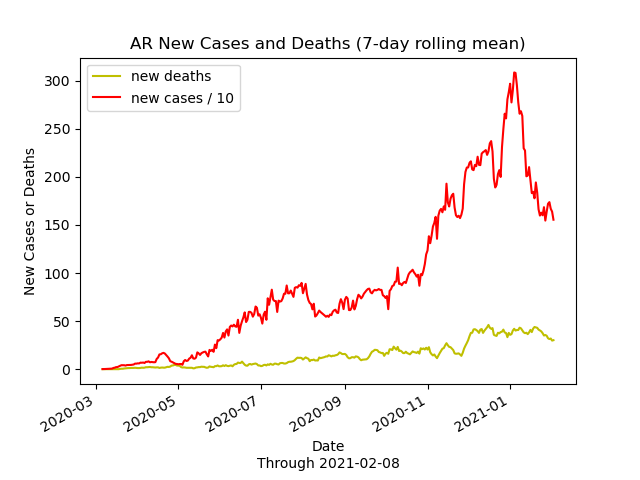 AR New Cases and Deaths (7-day rolling mean)
new deaths
new cases / 10
300
250
200
150
100
50
0
New Cases or Deaths
2020-03
2020-05
2020-07
2020-09
2020-11
2021-01
Date
Through 2021-02-08